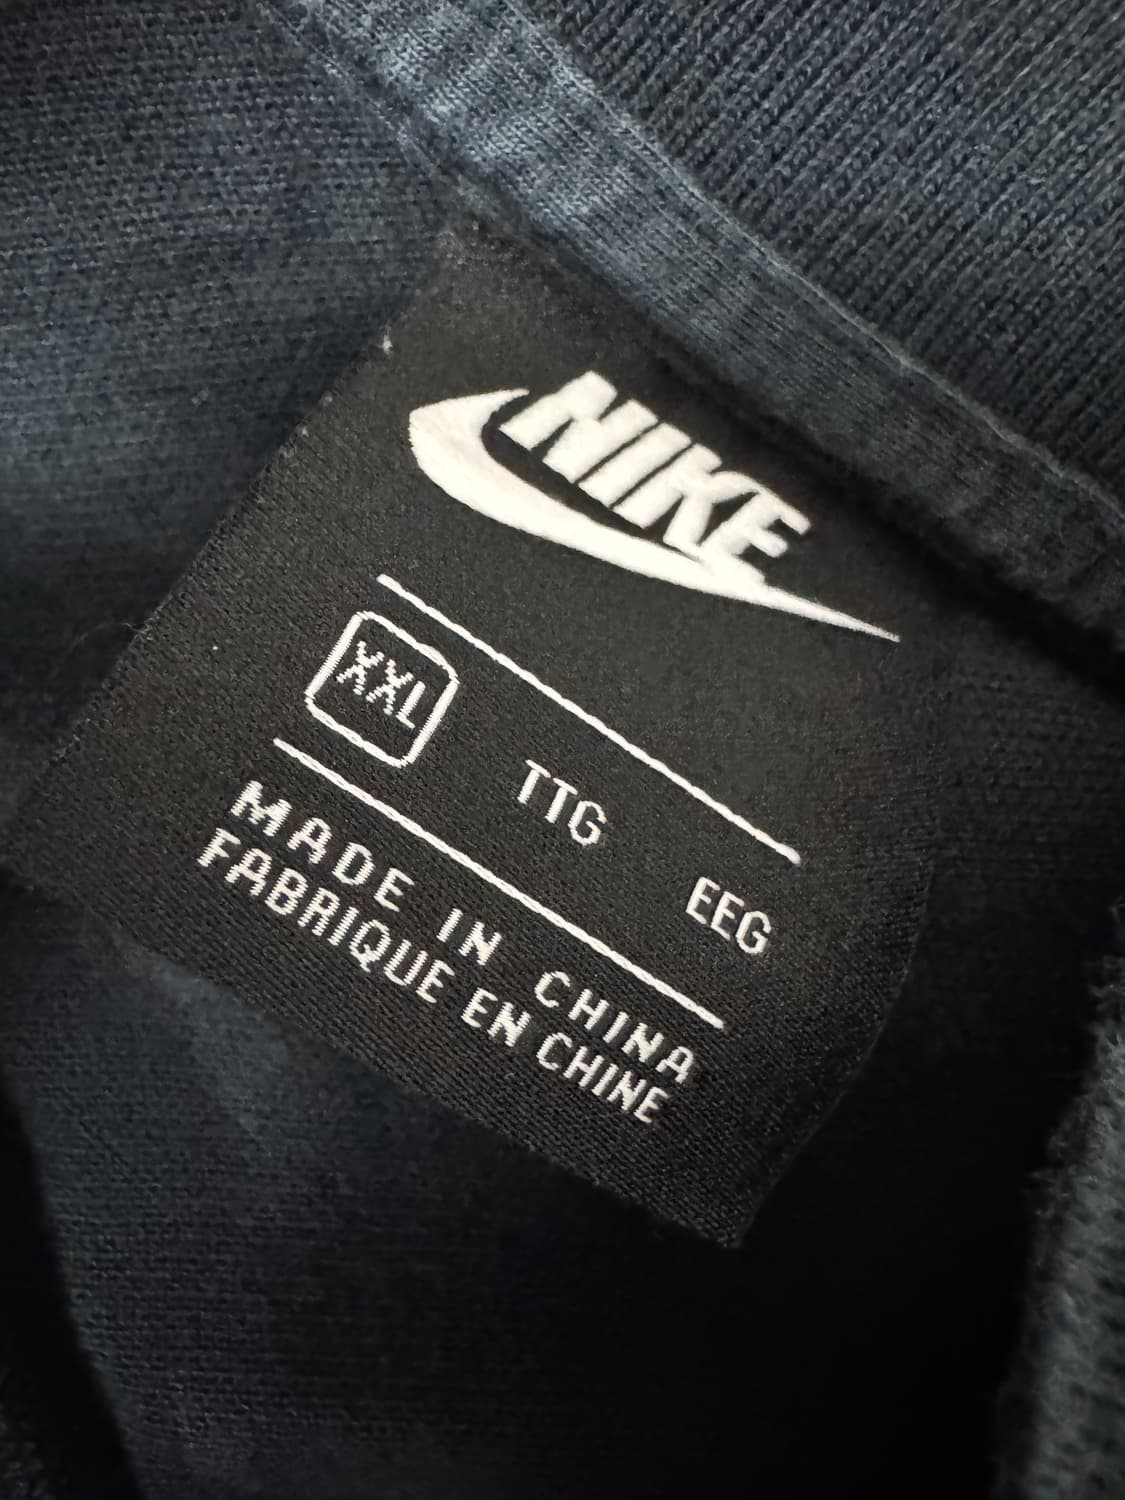 NIKE
XXL TTG EEG
MADE IN CHINA
FABRIQUE EN CHINE